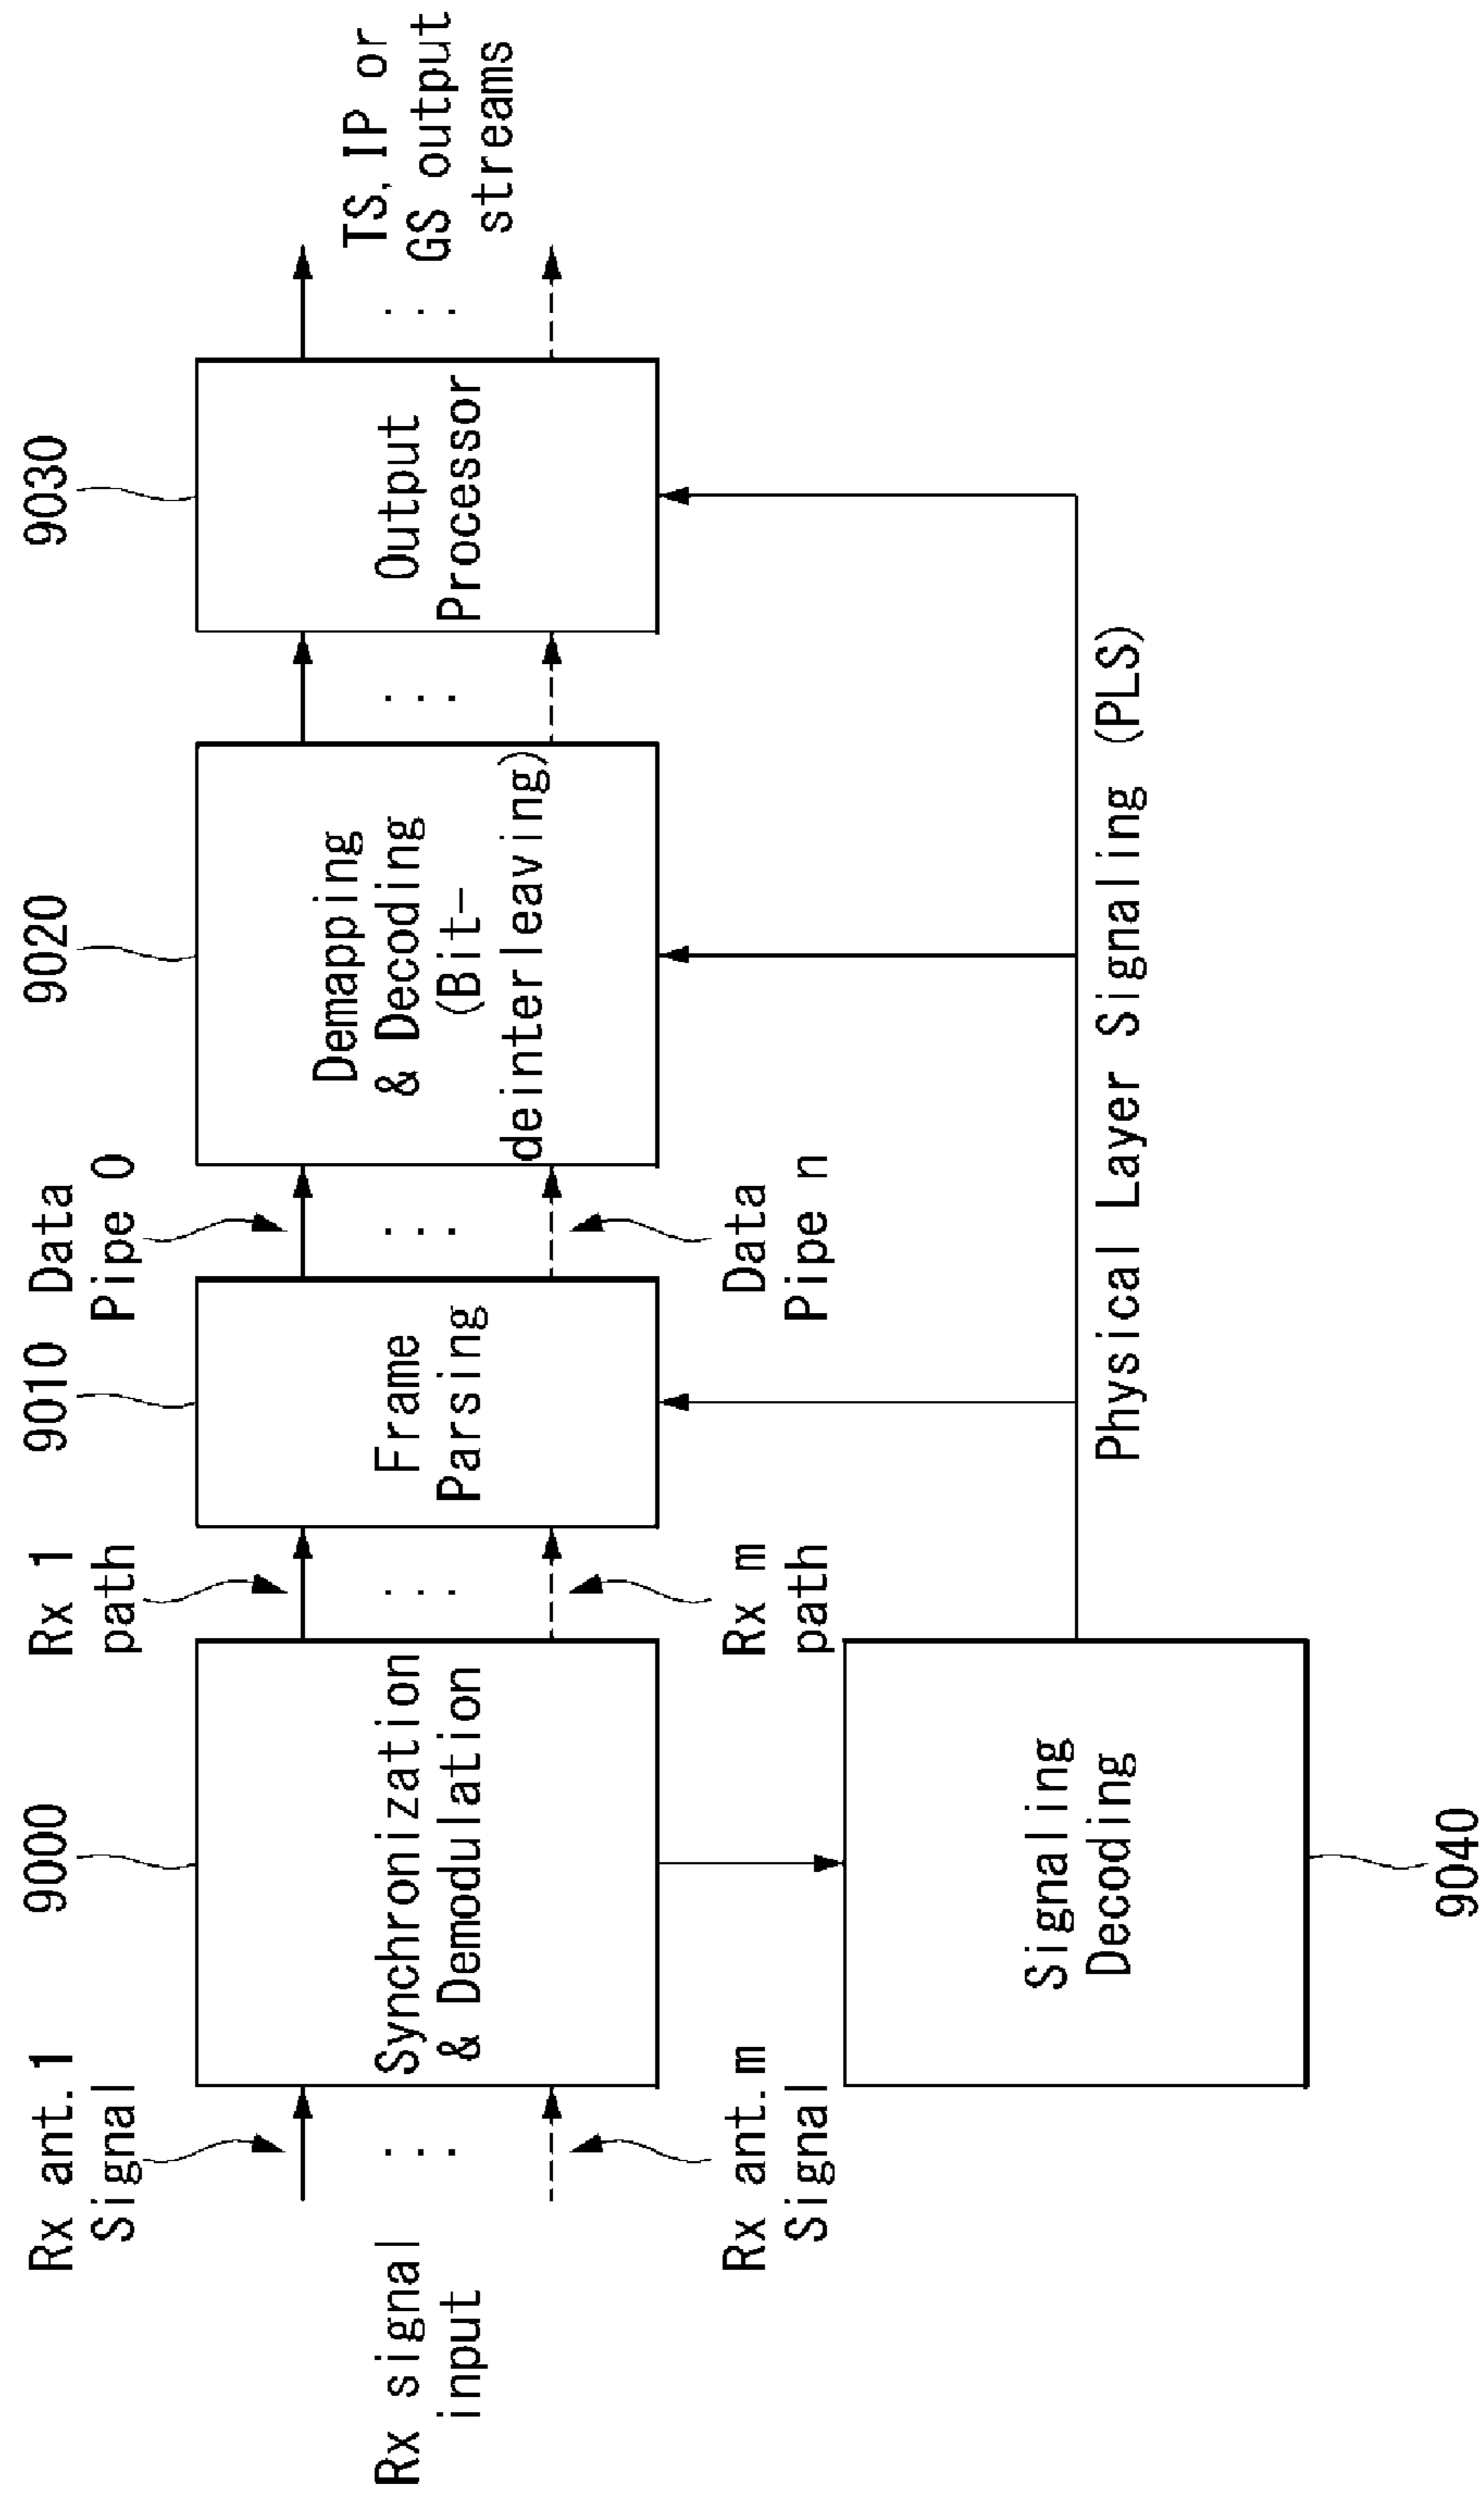 Rx signal
input
Rx ant.1
Signal
Rx ant.m
Signal
9000
Synchronization
& Demodulation
Rx 1
path
Rx m
path
9010
Frame
Parsing
Data
Pipe 0
Data
Pipe n
9020
Demapping
& Decoding
(Bit-
deinterleaving)
9030
Output
Processor
TS, IP or
GS output
streams
Signaling
Decoding
9040
Physical Layer Signaling (PLS)